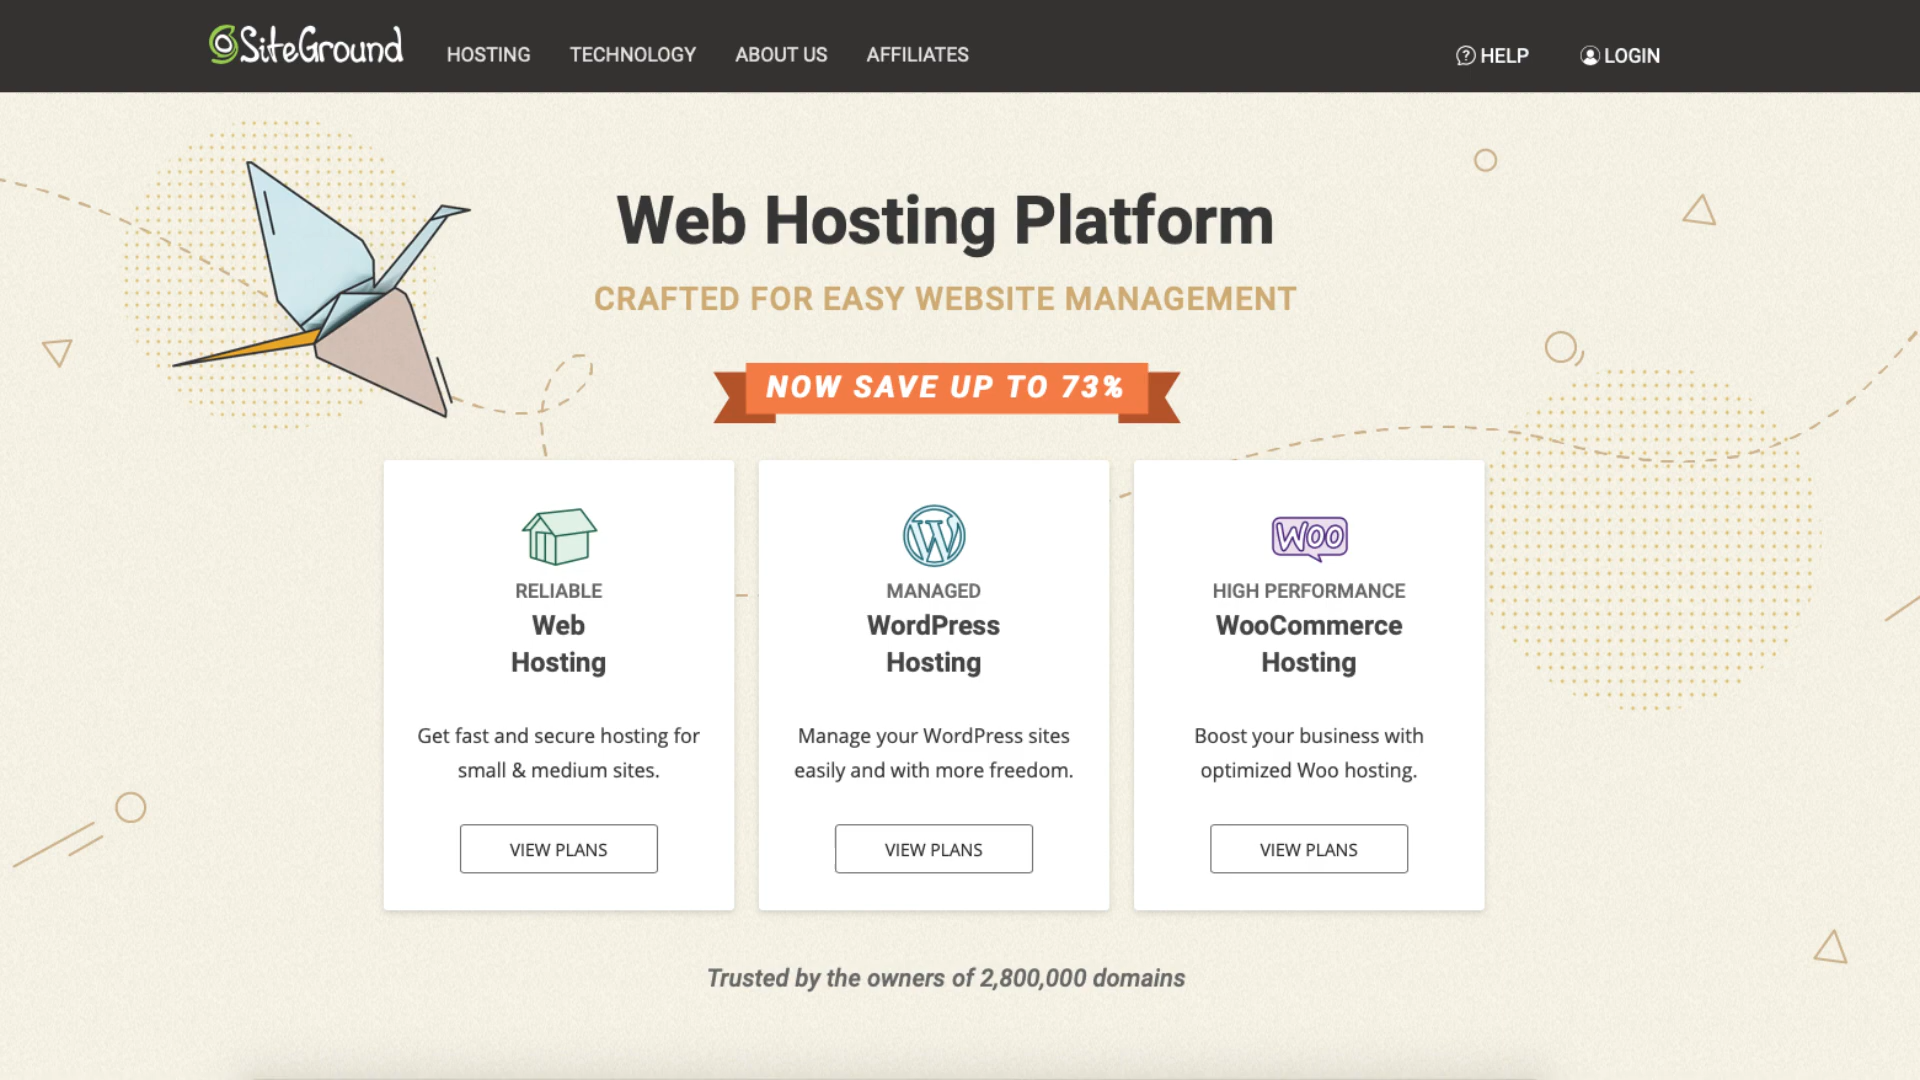 SiteGround
HOSTING
TECHNOLOGY
ABOUT US
AFFILIATES
HELP
LOGIN
Web Hosting Platform
CRAFTED FOR EASY WEBSITE MANAGEMENT
NOW SAVE UP TO 73%
RELIABLE
Web
Hosting
Get fast and secure hosting for
small & medium sites.
VIEW PLANS
MANAGED
WordPress
Hosting
Manage your WordPress sites
easily and with more freedom.
VIEW PLANS
WOO
HIGH PERFORMANCE
WooCommerce
Hosting
Boost your business with
optimized Woo hosting.
VIEW PLANS
Trusted by the owners of 2,800,000 domains